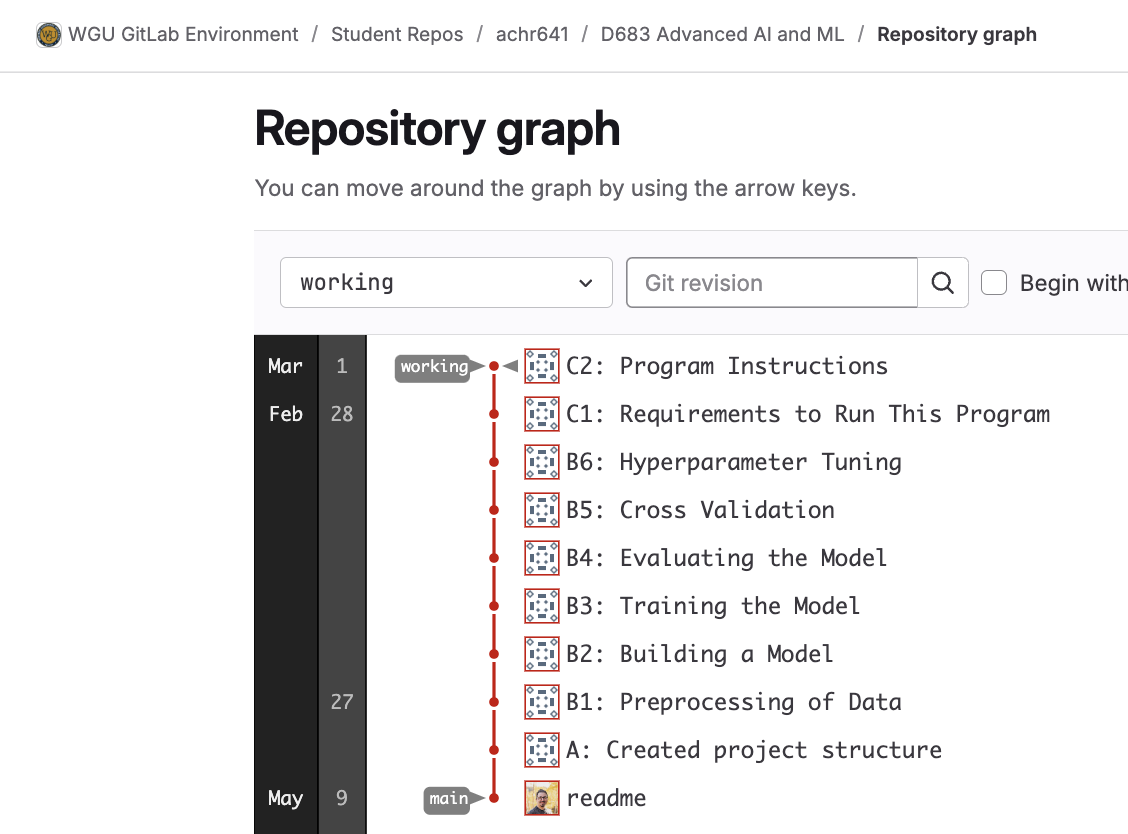 WGU GitLab Environment / Student Repos / achr641 / D683 Advanced AI and ML / Repository graph
Repository graph
You can move around the graph by using the arrow keys.
working Git revision Begin with
Mar 1 working C2: Program Instructions
Feb 28 C1: Requirements to Run This Program
B6: Hyperparameter Tuning
B5: Cross Validation
B4: Evaluating the Model
B3: Training the Model
B2: Building a Model
27 B1: Preprocessing of Data
A: Created project structure
May 9 main readme